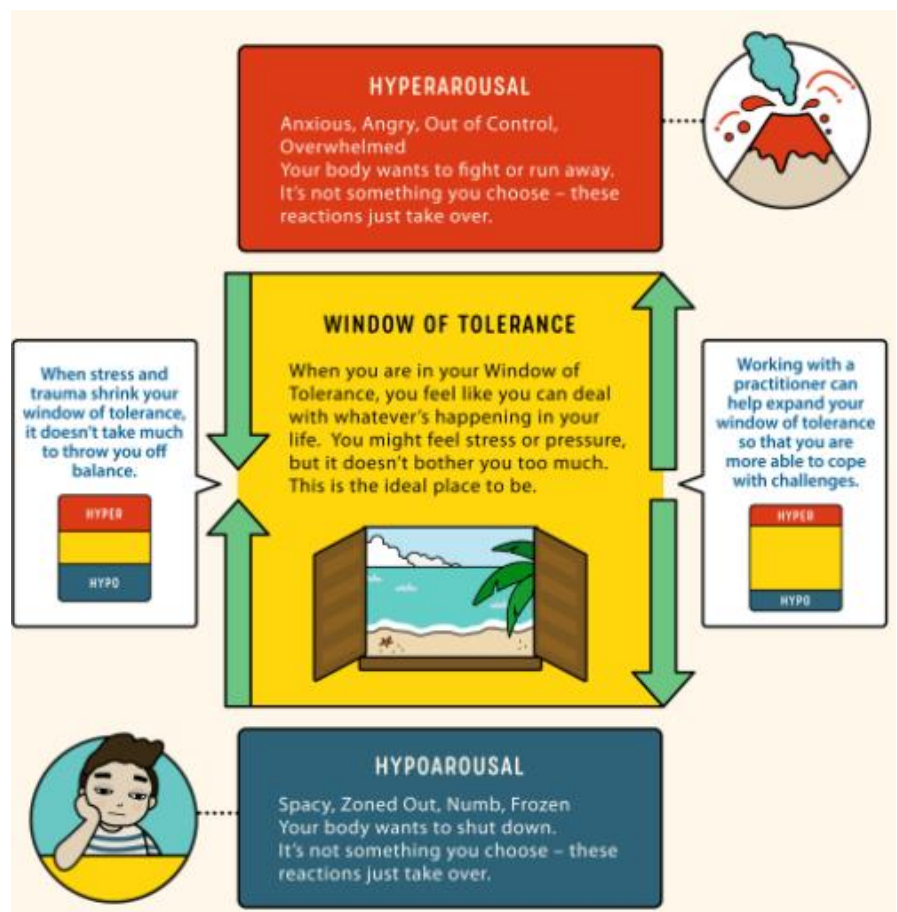 HYPERAROUSAL
Anxious, Angry, Out of Control,
Overwhelmed
Your body wants to fight or run away.
It's not something you choose – these
reactions just take over.
WINDOW OF TOLERANCE
When you are in your Window of
Tolerance, you feel like you can deal
with whatever's happening in your
life. You might feel stress or pressure,
but it doesn't bother you too much.
This is the ideal place to be.
When stress and
trauma shrink your
window of tolerance,
it doesn't take much
to throw you off
balance.
HYPER
HYPO
Working with a
practitioner can
help expand your
window of tolerance
so that you are
more able to cope
with challenges.
HYPER
HYPO
HYPOAROUSAL
Spacy, Zoned Out, Numb, Frozen
Your body wants to shut down.
It's not something you choose – these
reactions just take over.